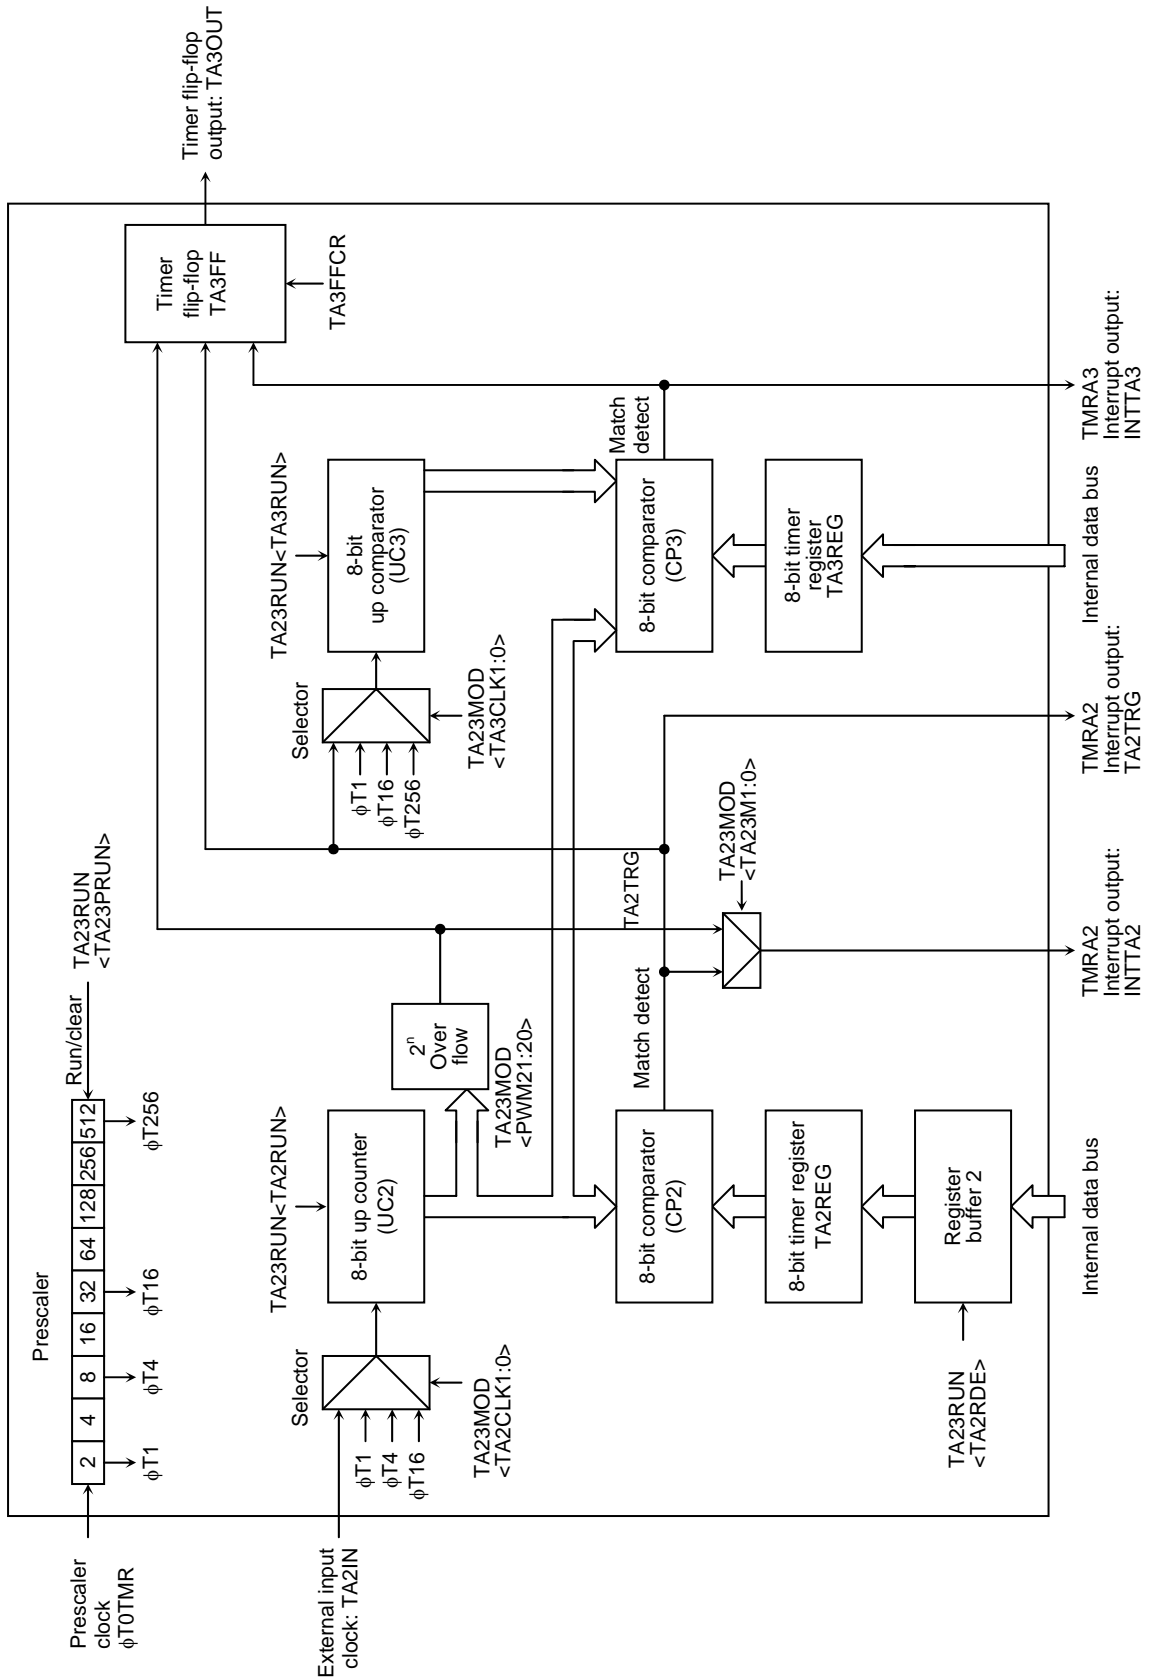 Prescaler
Prescaler
clock
ϕT0TMR
2 4 8 16 32 64 128 256 512
Run/clear
TA23RUN
<TA23PRUN>
ϕT1
ϕT4
ϕT16
ϕT256
External input
clock: TA2IN
ϕT1
ϕT4
ϕT16
Selector
TA23MOD
<TA2CLK1:0>
TA23RUN<TA2RUN>
8-bit up counter
(UC2)
2ⁿ
Over
flow
TA23MOD
<PWM21:20>
8-bit comparator
(CP2)
Match detect
TA2TRG
8-bit timer register
TA2REG
Register
buffer 2
TA23RUN
<TA2RDE>
Internal data bus
TA23MOD
<TA23M1:0>
TMRA2
Interrupt output:
INTTA2
TMRA2
Interrupt output:
TA2TRG
Selector
ϕT1
ϕT16
ϕT256
TA23MOD
<TA3CLK1:0>
TA23RUN<TA3RUN>
8-bit
up comparator
(UC3)
8-bit comparator
(CP3)
Match
detect
8-bit timer
register
TA3REG
Internal data bus
TMRA3
Interrupt output:
INTTA3
Timer
flip-flop
TA3FF
TA3FFCR
Timer flip-flop
output: TA3OUT